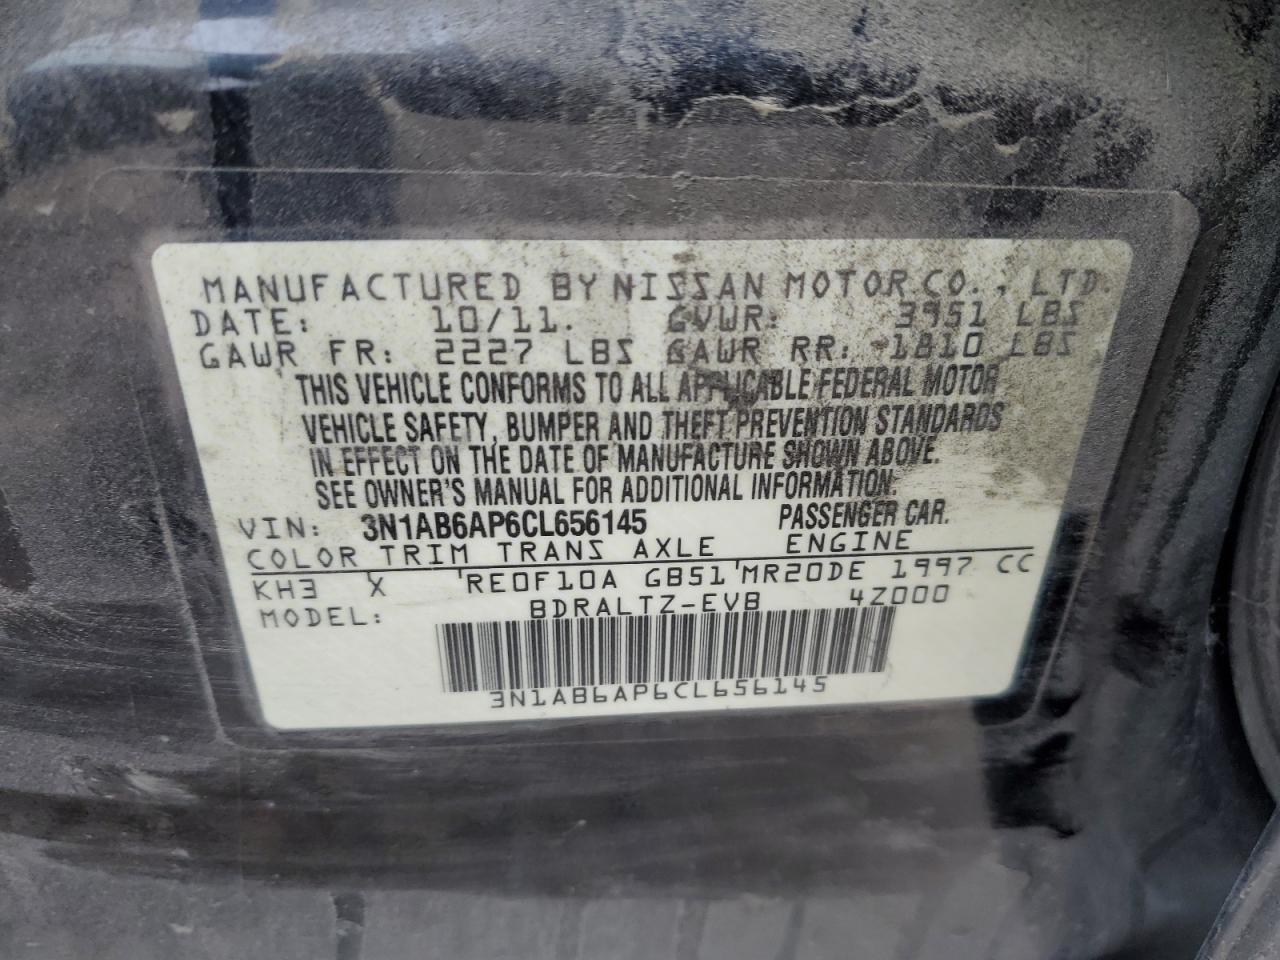 MANUFACTURED BY NISSAN MOTOR CO., LTD.
DATE: 10/11. GVWR: 3951 LBS
GAWR FR: 2227 LBS GAWR RR: 1810 LBS
THIS VEHICLE CONFORMS TO ALL APPLICABLE FEDERAL MOTOR
VEHICLE SAFETY, BUMPER AND THEFT PREVENTION STANDARDS
IN EFFECT ON THE DATE OF MANUFACTURE SHOWN ABOVE.
SEE OWNER'S MANUAL FOR ADDITIONAL INFORMATION.
VIN: 3N1AB6AP6CL656145 PASSENGER CAR.
COLOR TRIM TRANS AXLE ENGINE
KH3 X RE0F10A GB51 MR20DE 1997 CC
MODEL: BDRALTZ-EVB 4Z000
3N1AB6AP6CL656145